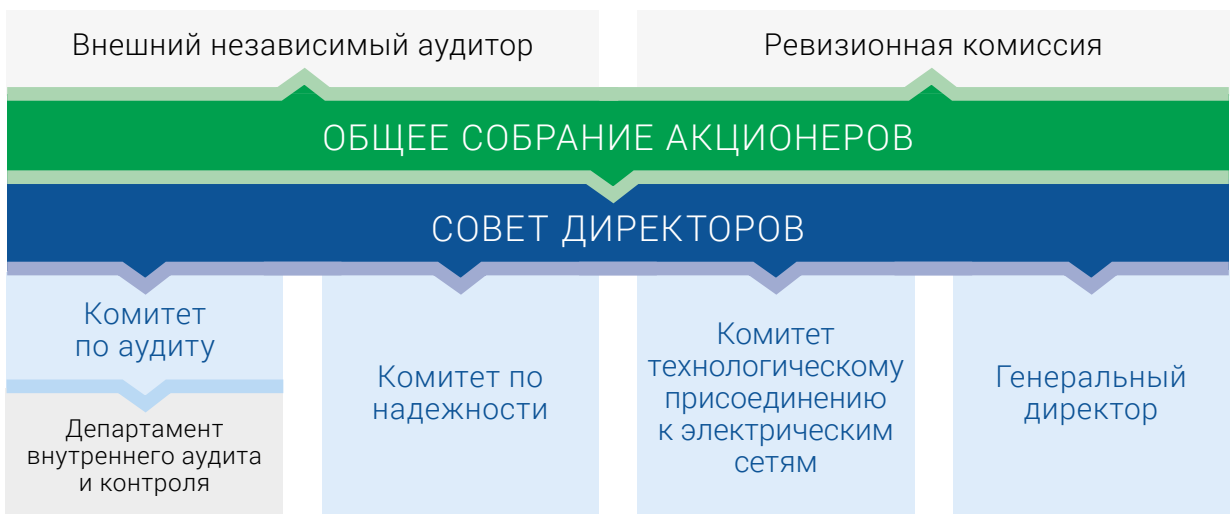 Внешний независимый аудитор
Ревизионная комиссия
ОБЩЕЕ СОБРАНИЕ АКЦИОНЕРОВ
СОВЕТ ДИРЕКТОРОВ
Комитет
по аудиту
Департамент
внутреннего аудита
и контроля
Комитет по
надежности
Комитет
технологическому
присоединению
к электрическим
сетям
Генеральный
директор